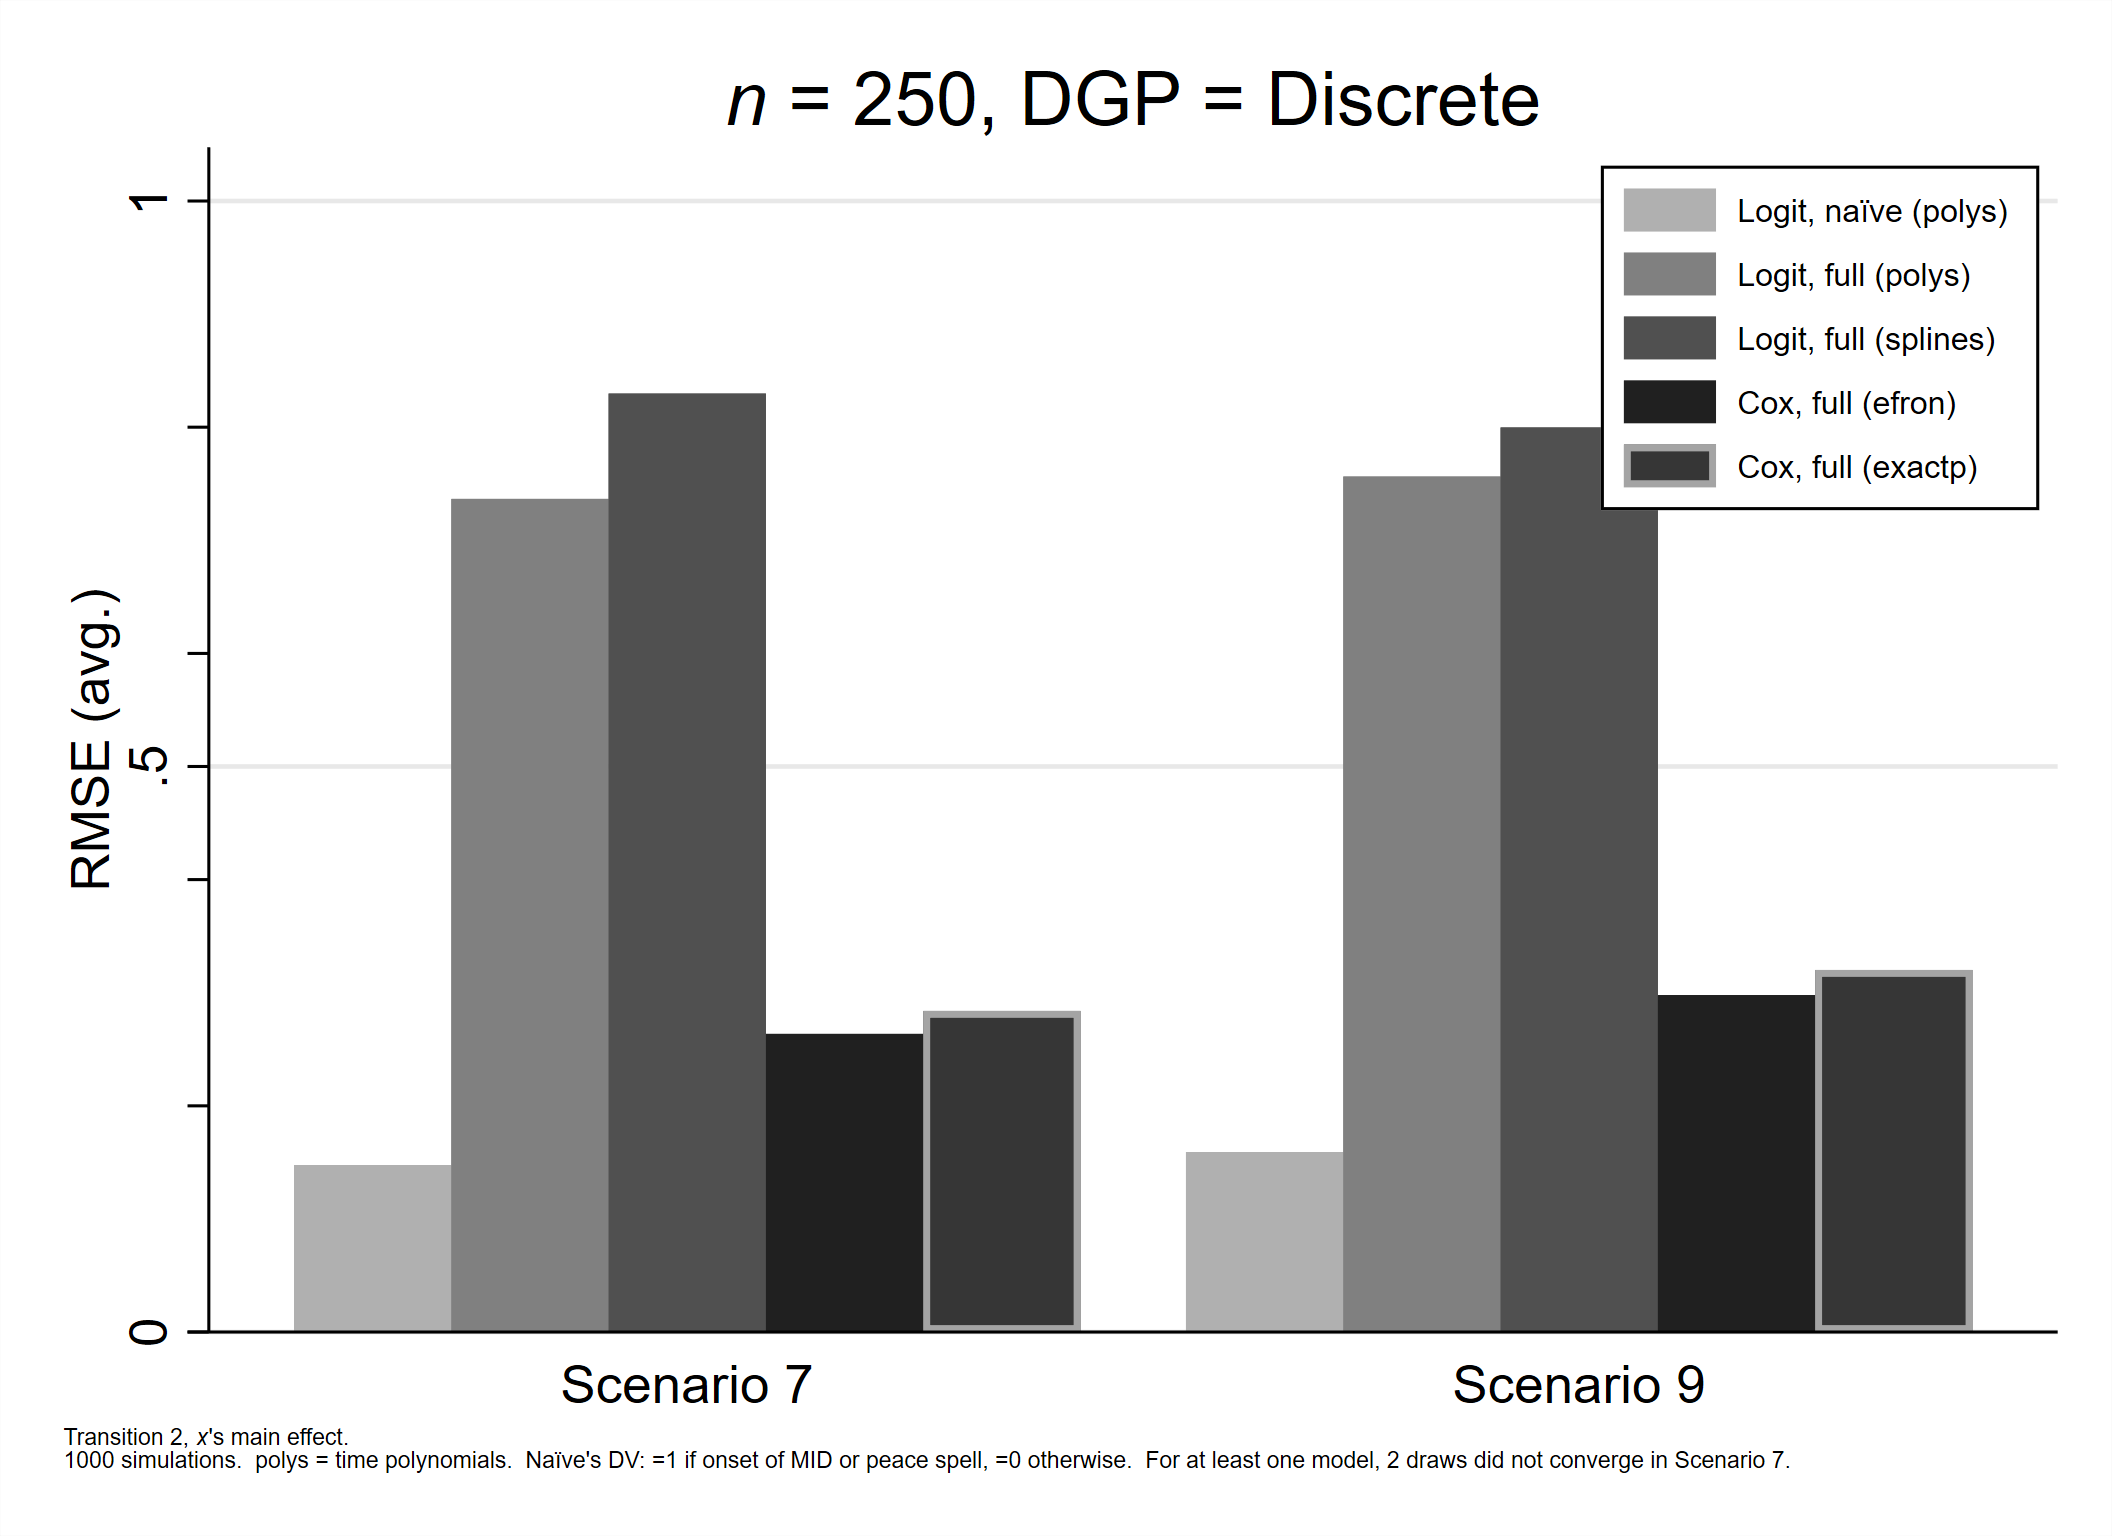 n = 250, DGP = Discrete
Logit, naïve (polys)
Logit, full (polys)
Logit, full (splines)
Cox, full (efron)
Cox, full (exactp)
RMSE (avg.)
1
.5
0
Scenario 7
Scenario 9
Transition 2, x's main effect.
1000 simulations.  polys = time polynomials.  Naïve's DV: =1 if onset of MID or peace spell, =0 otherwise.  For at least one model, 2 draws did not converge in Scenario 7.